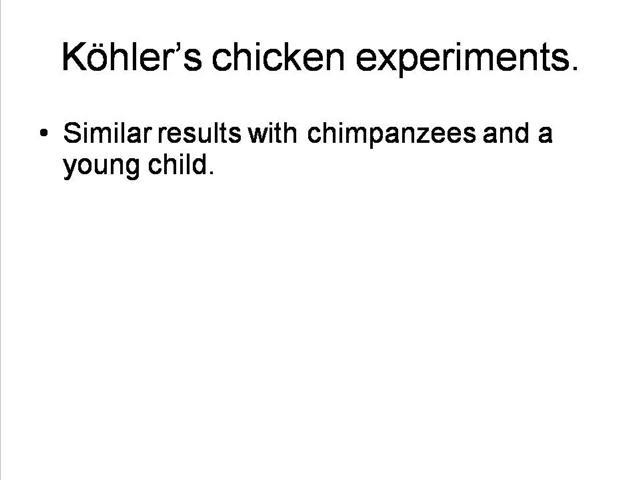 Köhler’s chicken experiments.
• Similar results with chimpanzees and a
young child.